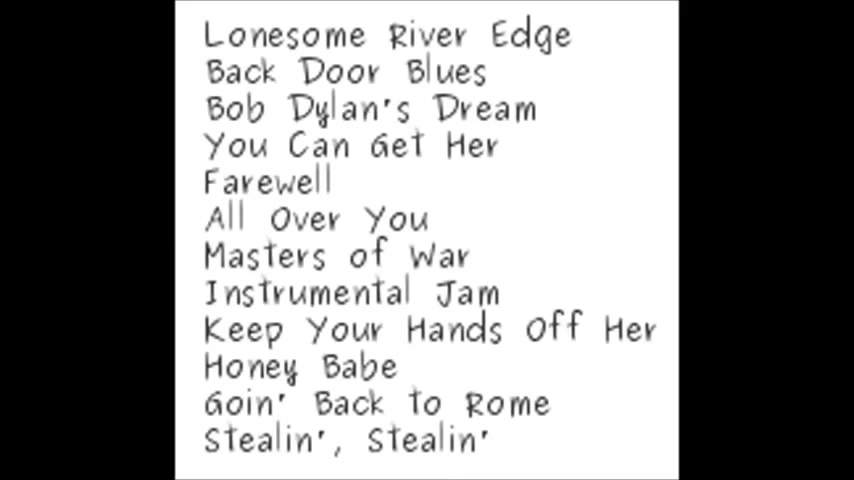 Lonesome River Edge
Back Door Blues
Bob Dylan's Dream
You Can Get Her
Farewell
All Over You
Masters of War
Instrumental Jam
Keep Your Hands Off Her
Honey Babe
Goin' Back to Rome
Stealin', Stealin'